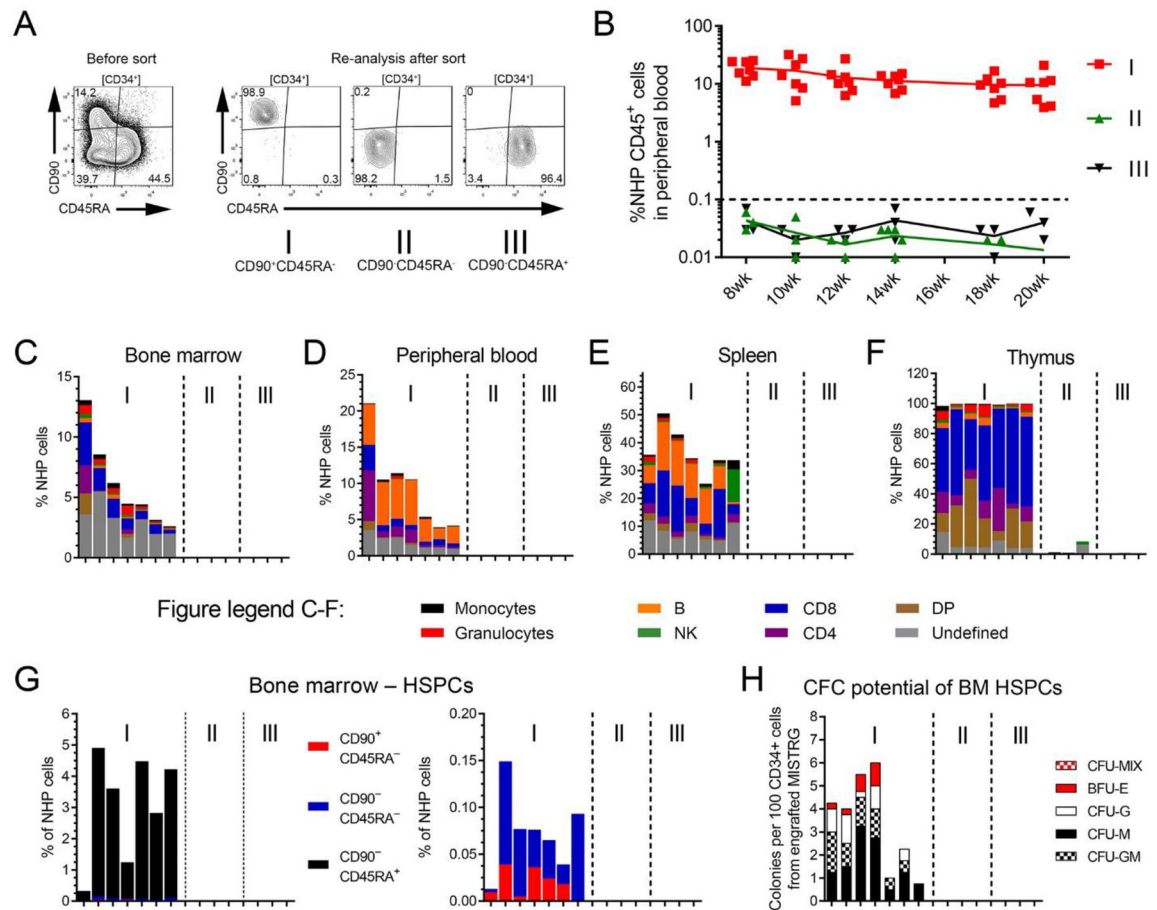 A
Before sort
[CD34+]
14.2
39.7
44.5
CD90
CD45RA
Re-analysis after sort
[CD34+]
[CD34+]
[CD34+]
98.9
0.8
0.3
0.2
98.2
1.5
0
3.4
96.4
CD90
CD45RA
I
II
III
CD90+CD45RA-
CD90-CD45RA-
CD90-CD45RA+
B
%NHP CD45+ cells
in peripheral blood
100
10
1
0.1
0.01
8wk
10wk
12wk
14wk
16wk
18wk
20wk
I
II
III
C
Bone marrow
% NHP cells
15
10
5
0
I
II
III
D
Peripheral blood
% NHP cells
25
20
15
10
5
0
I
II
III
E
Spleen
% NHP cells
60
50
40
30
20
10
0
I
II
III
F
Thymus
% NHP cells
120
100
80
60
40
20
0
I
II
III
Figure legend C-F:
Monocytes
Granulocytes
B
NK
CD8
CD4
DP
Undefined
G
Bone marrow – HSPCs
% of NHP cells
6
5
4
3
2
1
0
I
II
III
CD90+
CD45RA–
CD90–
CD45RA–
CD90–
CD45RA+
% of NHP cells
0.20
0.15
0.10
0.05
0.00
I
II
III
H
CFC potential of BM HSPCs
Colonies per 100 CD34+ cells
from engrafted MISTRG
8
7
6
5
4
3
2
1
0
I
II
III
CFU-MIX
BFU-E
CFU-G
CFU-M
CFU-GM